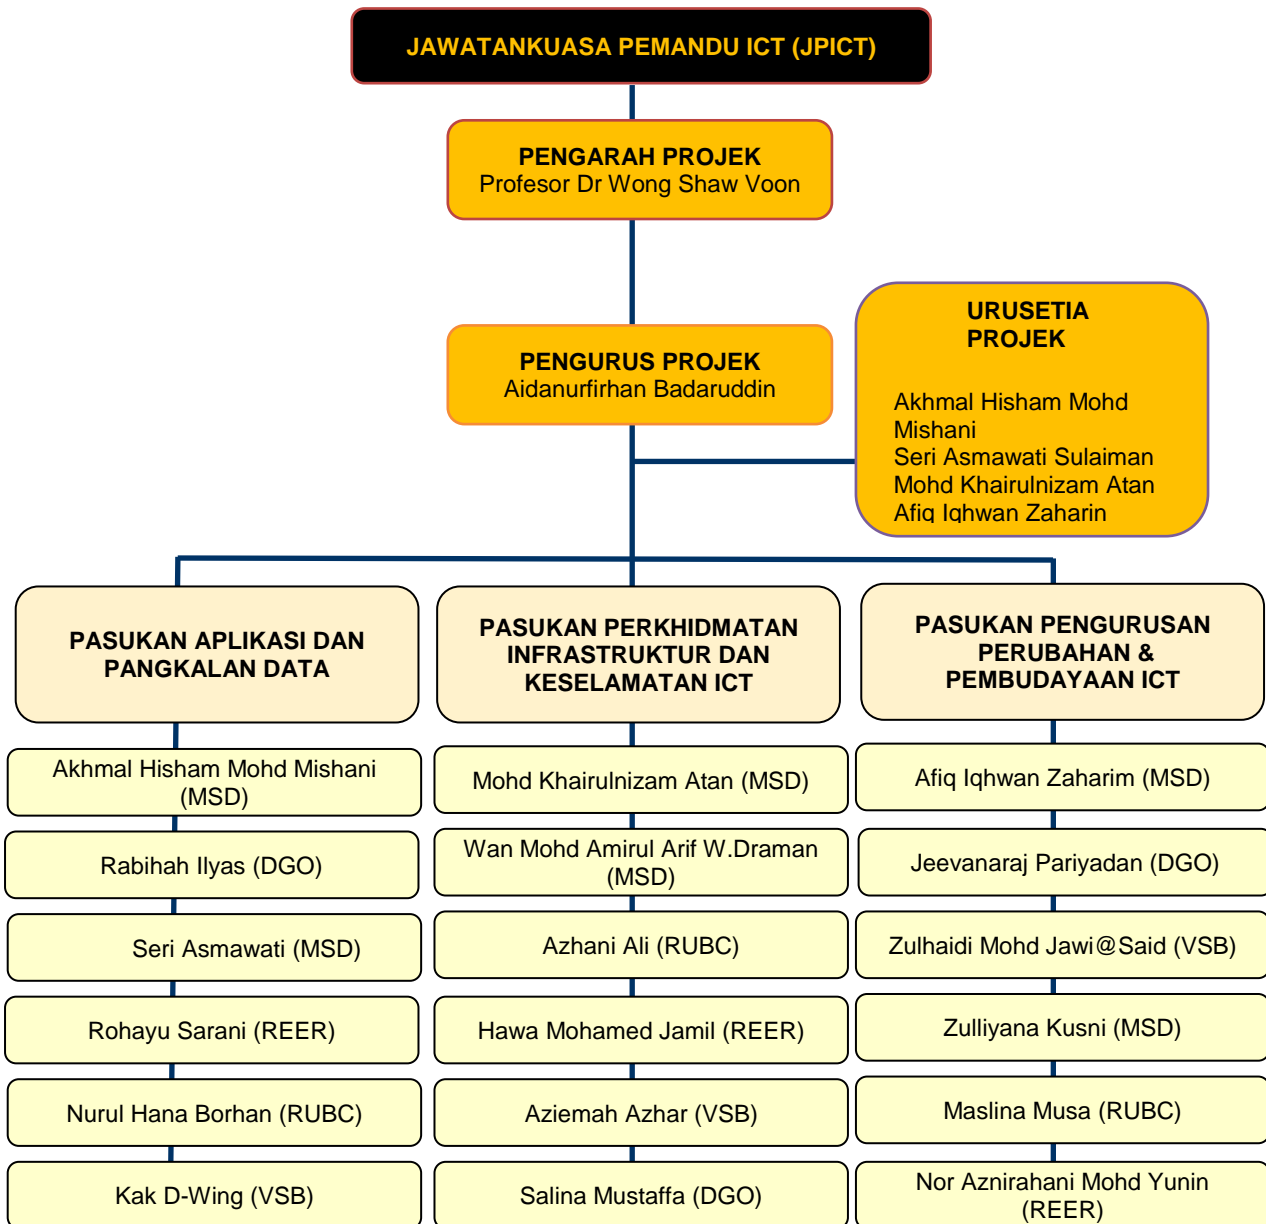 JAWATANKUASA PEMANDU ICT (JPICT)
PENGARAH PROJEK
Profesor Dr Wong Shaw Voon
URUSETIA
PROJEK
Akhmal Hisham Mohd
Mishani
Seri Asmawati Sulaiman
Mohd Khairulnizam Atan
Afiq Iqhwan Zaharin
PENGURUS PROJEK
Aidanurfirhan Badaruddin
PASUKAN APLIKASI DAN
PANGKALAN DATA
Akhmal Hisham Mohd Mishani
(MSD)
Rabihah Ilyas (DGO)
Seri Asmawati (MSD)
Rohayu Sarani (REER)
Nurul Hana Borhan (RUBC)
Kak D-Wing (VSB)
PASUKAN PERKHIDMATAN
INFRASTRUKTUR DAN
KESELAMATAN ICT
Mohd Khairulnizam Atan (MSD)
Wan Mohd Amirul Arif W.Draman
(MSD)
Azhani Ali (RUBC)
Hawa Mohamed Jamil (REER)
Aziemah Azhar (VSB)
Salina Mustaffa (DGO)
PASUKAN PENGURUSAN
PERUBAHAN &
PEMBUDAYAAN ICT
Afiq Iqhwan Zaharim (MSD)
Jeevanaraj Pariyadan (DGO)
Zulhaidi Mohd Jawi@Said (VSB)
Zulliyana Kusni (MSD)
Maslina Musa (RUBC)
Nor Aznirahani Mohd Yunin
(REER)